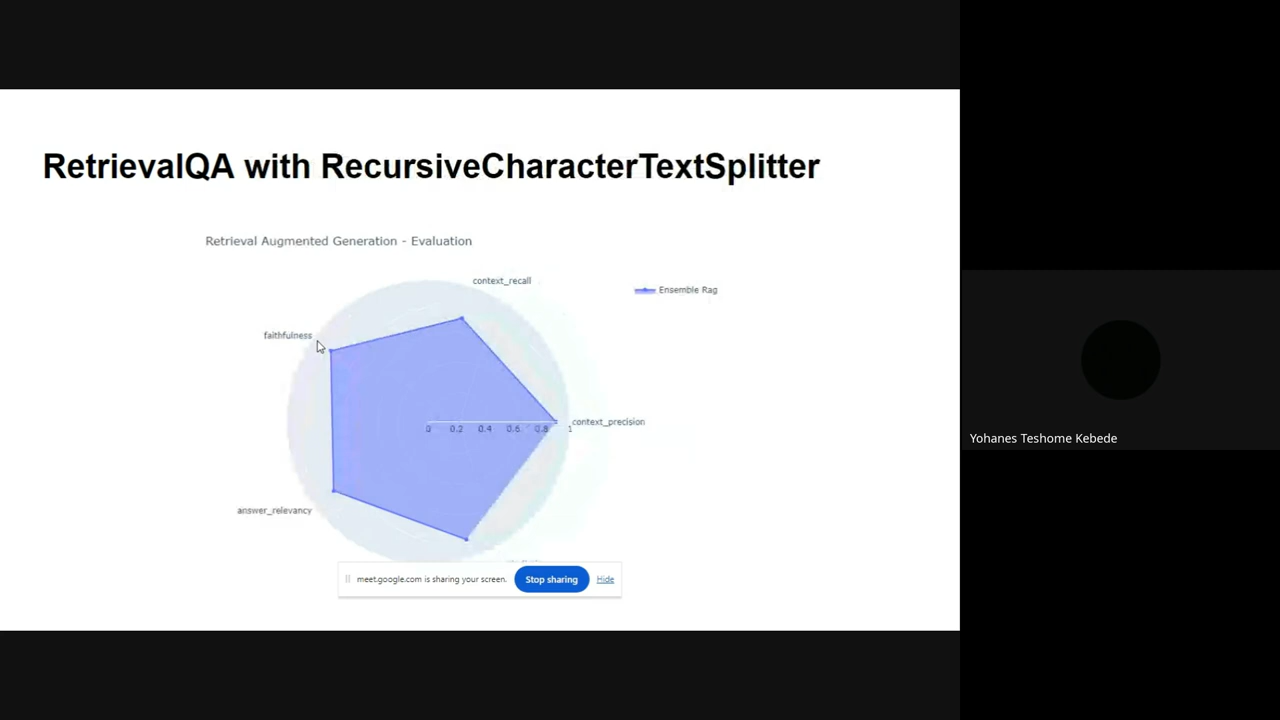 RetrievalQA with RecursiveCharacterTextSplitter
Retrieval Augmented Generation - Evaluation
context_recall
Ensemble Rag
faithfulness
context_precision
0 0.2 0.4 0.6 0.8 1
answer_relevancy
meet.google.com is sharing your screen. Stop sharing Hide
Yohanes Teshome Kebede